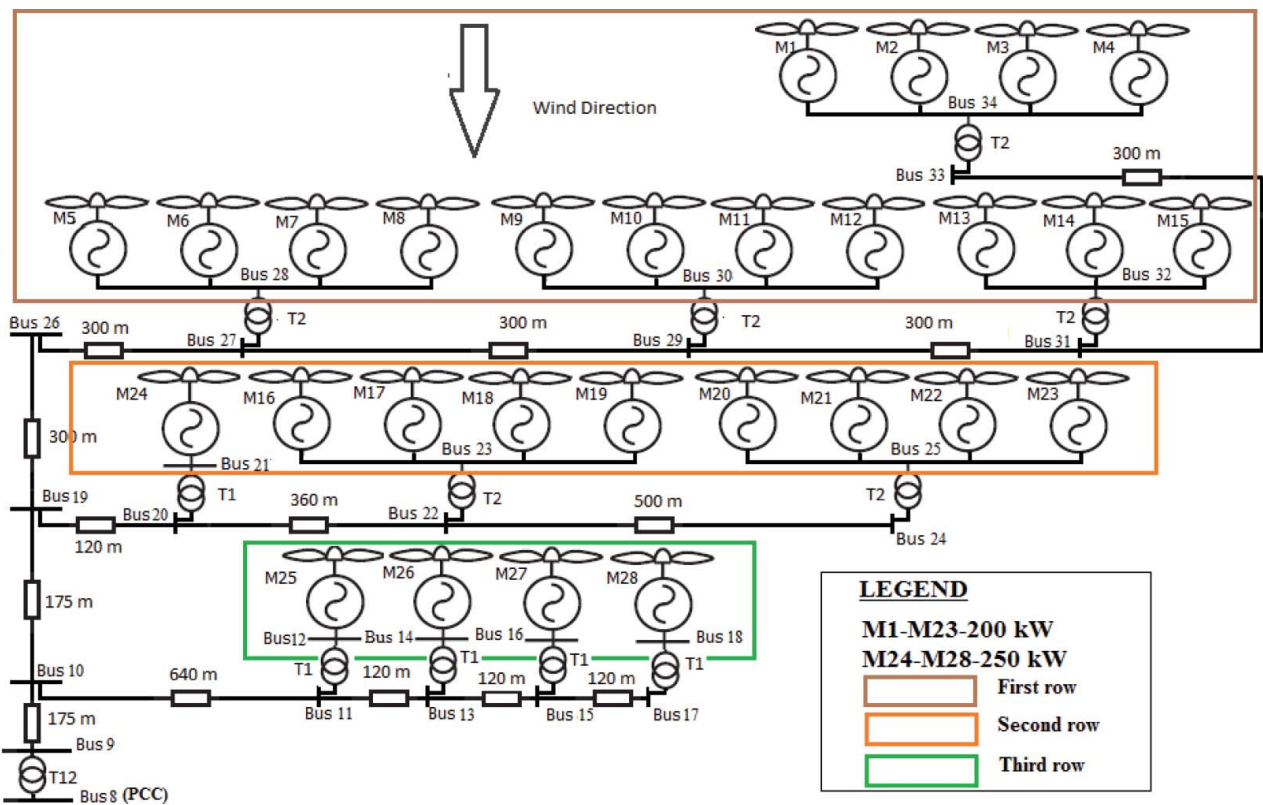 M1 M2 M3 M4
Bus 34
Wind Direction
T2
Bus 33
300 m
M5 M6 M7 M8 M9 M10 M11 M12 M13 M14 M15
Bus 28 Bus 30 Bus 32
Bus 26
T2 T2 T2
300 m 300 m 300 m
Bus 27 Bus 29 Bus 31
M24 M16 M17 M18 M19 M20 M21 M22 M23
300 m
Bus 23 Bus 25
Bus 21
Bus 19
T1 T2 T2
360 m 500 m
Bus 20 Bus 22
Bus 24
120 m
M25 M26 M27 M28
LEGEND
175 m
M1-M23-200 kW
Bus12 Bus 14 Bus 16 Bus 18
M24-M28-250 kW
Bus 10
T1 T1 T1 T1
640 m 120 m 120 m 120 m
First row
Bus 11 Bus 13 Bus 15 Bus 17
175 m
Second row
Bus 9
Third row
T12
Bus8 (PCC)